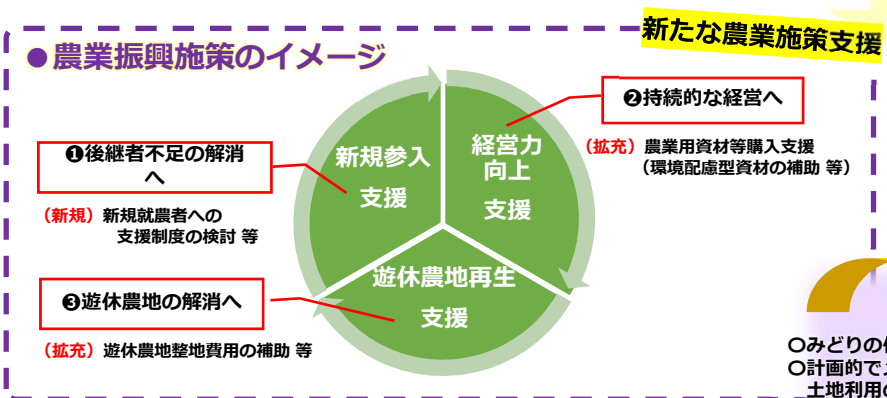 新たな農業施策支援
●農業振興施策のイメージ
❶後継者不足の解消
へ
(新規) 新規就農者への
支援制度の検討 等
新規参入
支援
経営力
向上
支援
❷持続的な経営へ
(拡充) 農業用資材等購入支援
(環境配慮型資材の補助 等)
遊休農地再生
支援
❸遊休農地の解消へ
(拡充) 遊休農地整地費用の補助 等
〇みどりの
〇計画的で
土地利用の